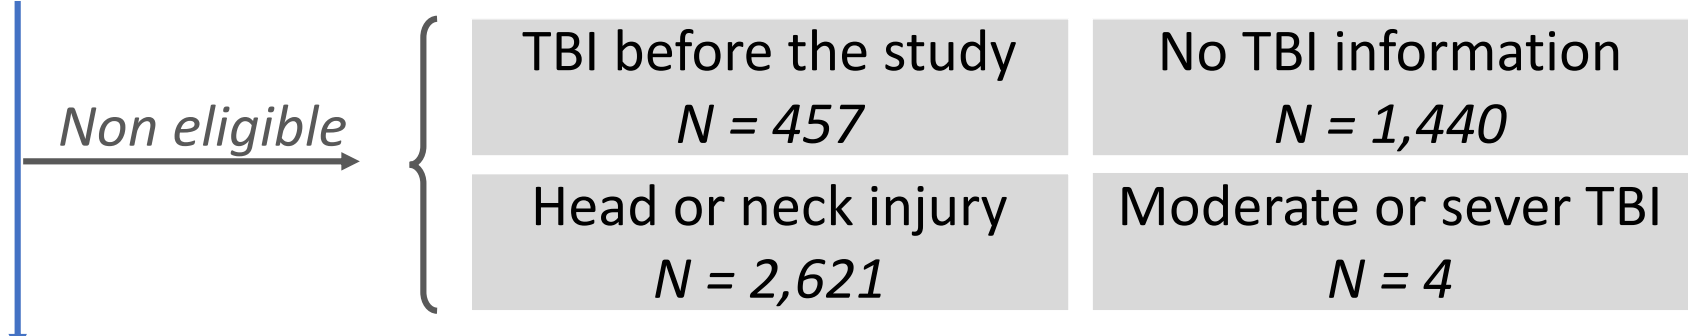 Non eligible
TBI before the study
N = 457
No TBI information
N = 1,440
Head or neck injury
N = 2,621
Moderate or sever TBI
N = 4